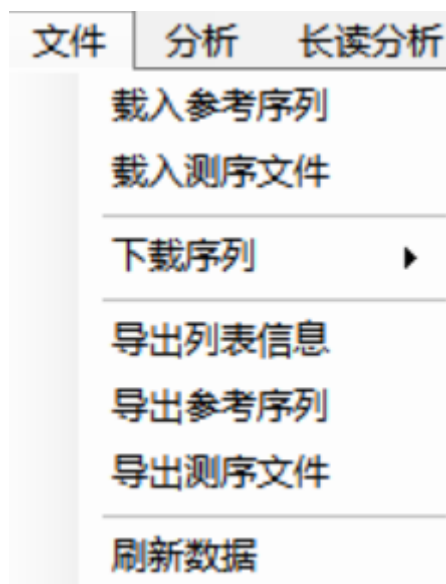 文件 分析 长读分析
载入参考序列
载入测序文件
下载序列
导出列表信息
导出参考序列
导出测序文件
刷新数据